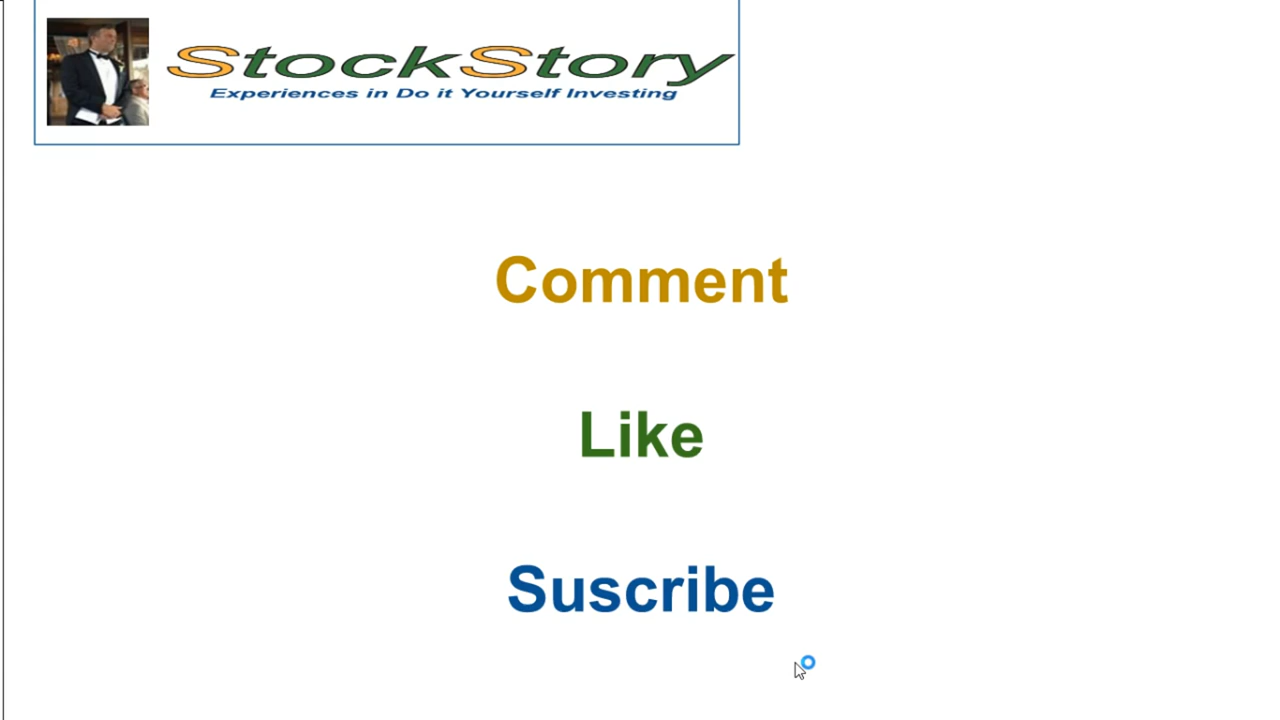 StockStory
Experiences in Do it Yourself Investing
Comment
Like
Suscribe